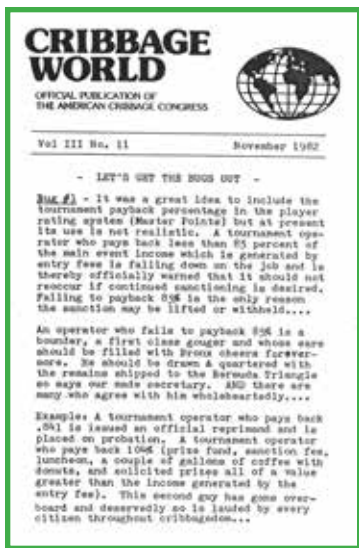 CRIBBAGE
WORLD
OFFICIAL PUBLICATION OF
THE AMERICAN CRIBBAGE CONGRESS
Vol III No. 11 November 1982
- LET'S GET THE BUGS OUT -
Bug #1 - It was a great idea to include the
tournament payback percentage in the player
rating system (Master Points) but at present
its use is not realistic. A tournament ope-
rator who pays back less than 85 percent of
the main event income which is generated by
entry fees is falling down on the job and is
thereby officially warned that it should not
reoccur if continued sanctioning is desired.
Failing to payback 85% is the only reason
the sanction may be lifted or withheld....
An operator who fails to payback 85% is a
bounder, a first class gouger and whose ears
should be filled with Bronx cheers forever-
more. He should be drawn & quartered with
the remains shipped to the Bermuda Triangle
so says our made secretary. AND there are
many who agree with him wholeheartedly....
Example: A tournament operator who pays back
.841 is issued an official reprimand and is
placed on probation. A tournament operator
who pays back 104% (prize fund, sanction fee,
luncheon, a couple of gallons of coffee with
donuts, and solicited prizes all of a value
greater than the income generated by the
entry fee). This second guy has gone over-
board and deservedly so is lauded by every
citizen throughout cribbagedom...